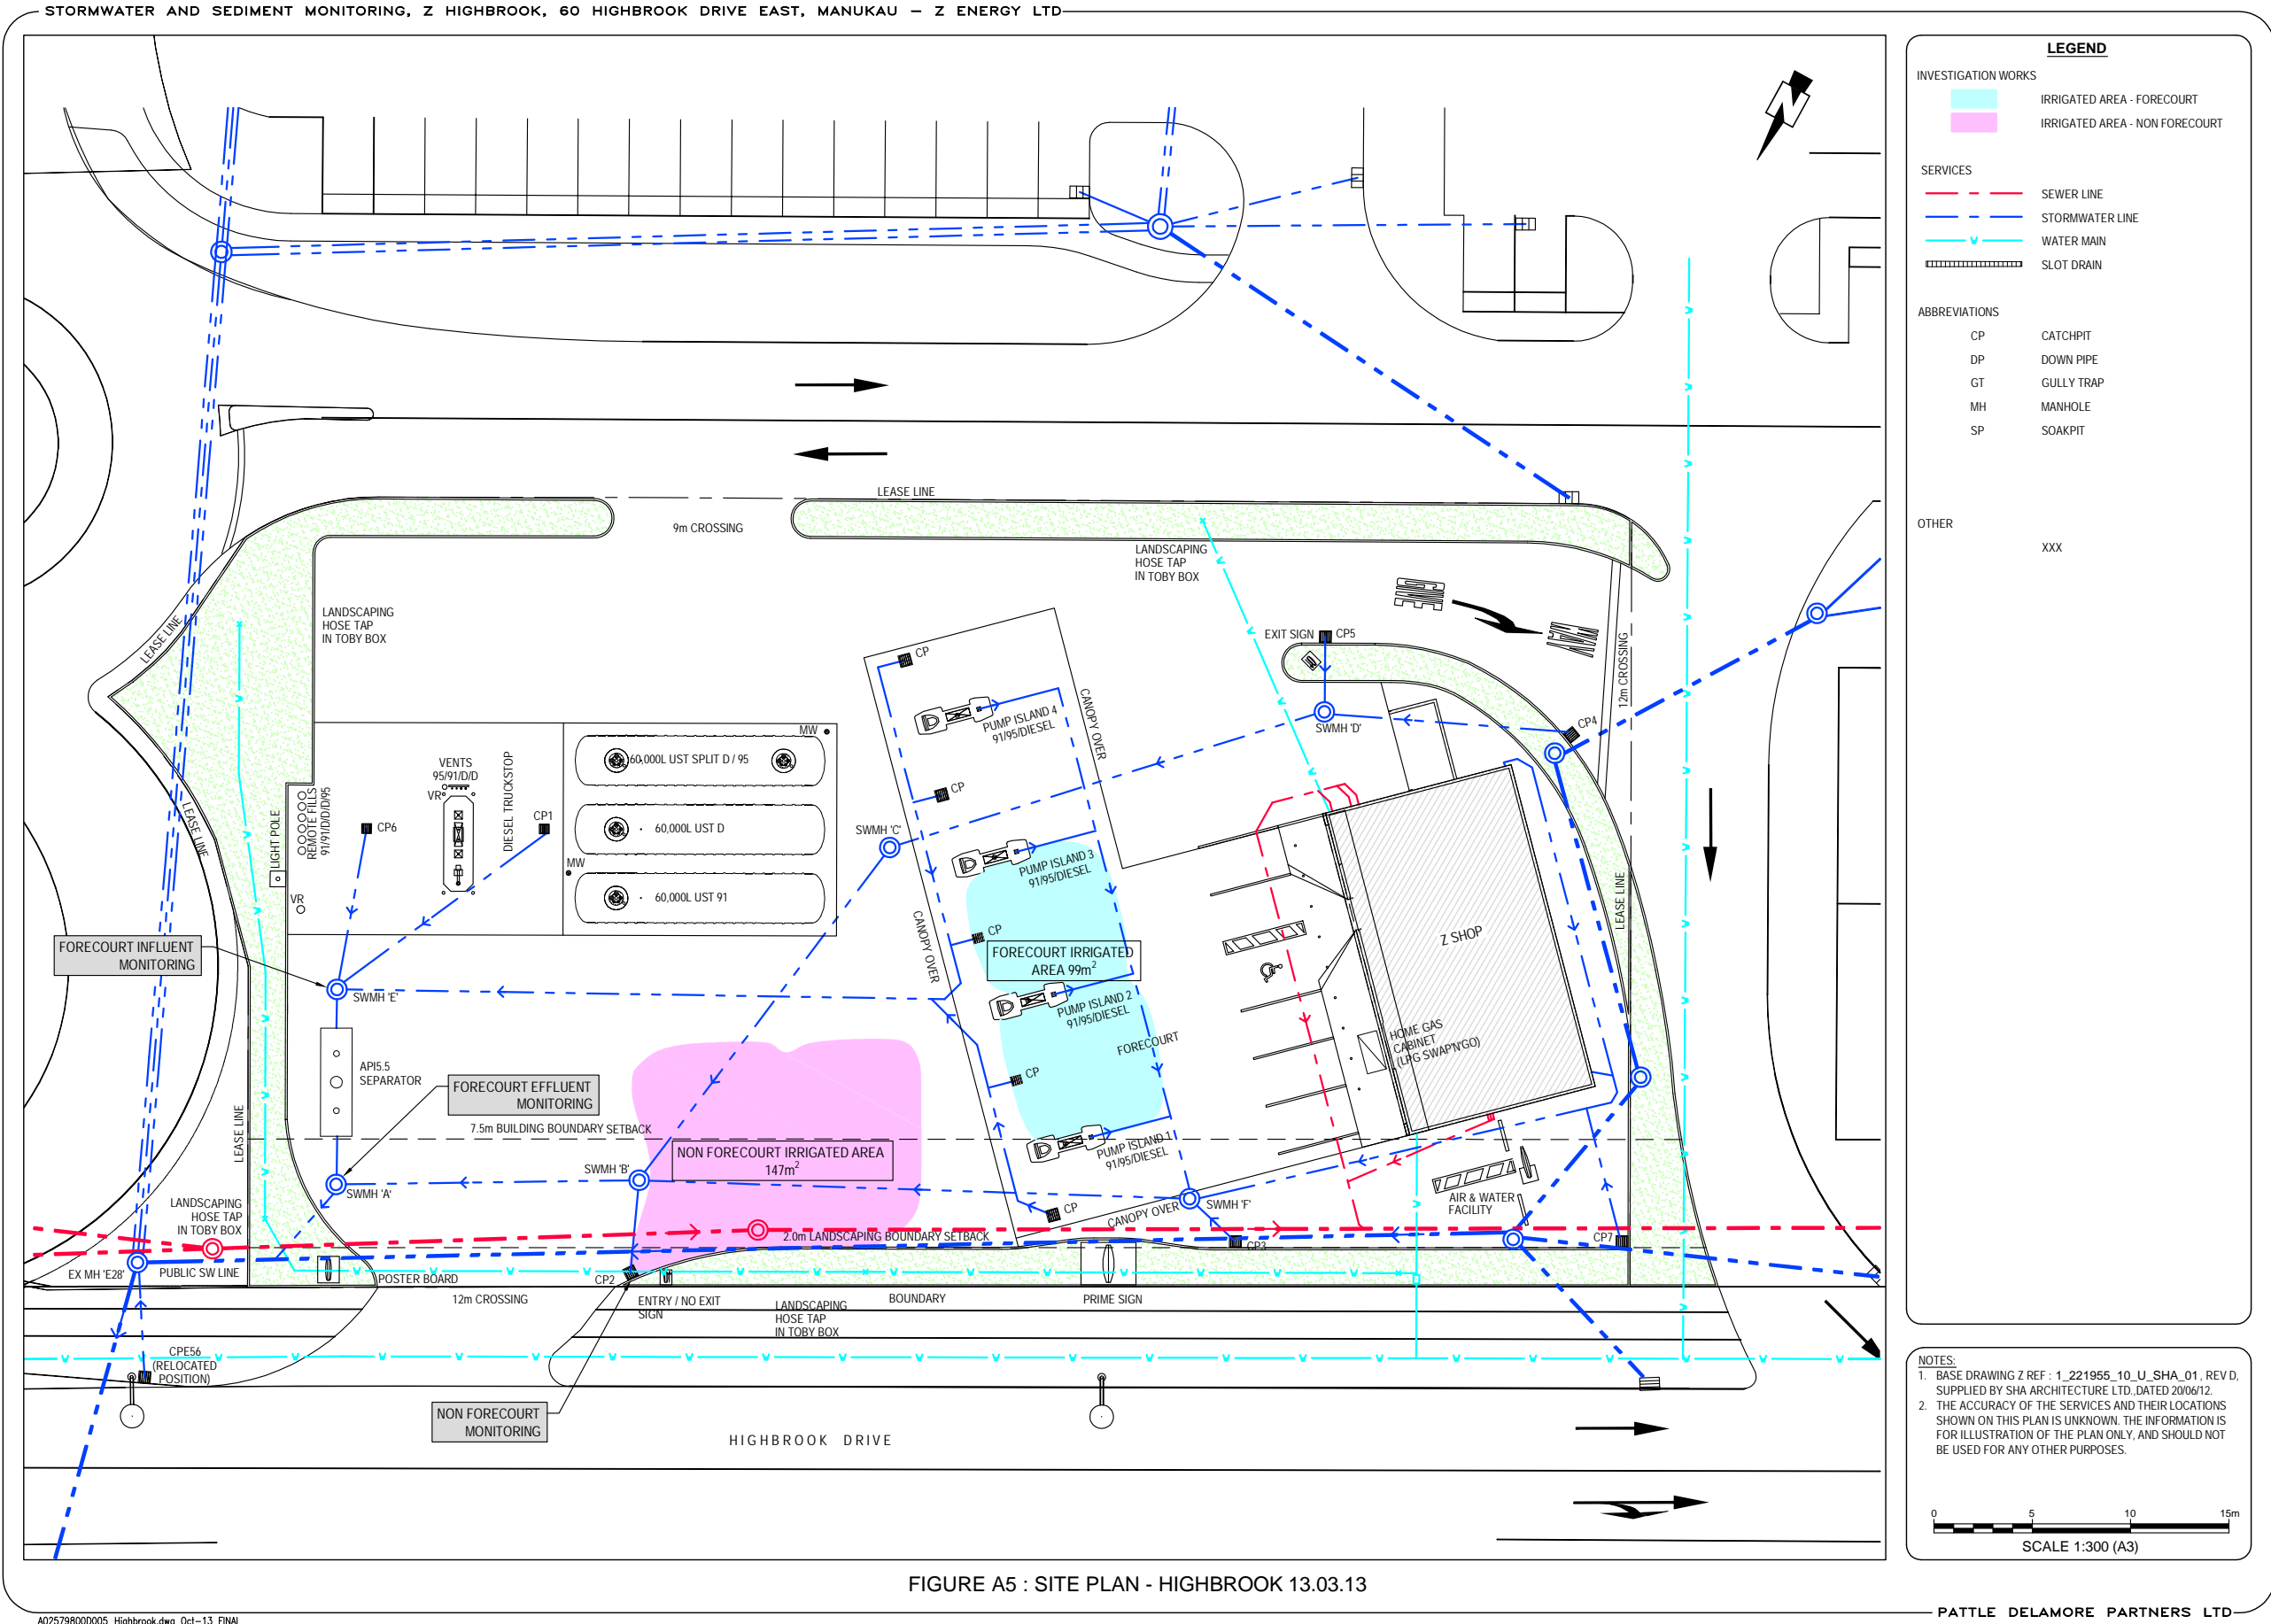 STORMWATER AND SEDIMENT MONITORING, Z HIGHBROOK, 60 HIGHBROOK DRIVE EAST, MANUKAU – Z ENERGY LTD
LEGEND
INVESTIGATION WORKS
IRRIGATED AREA - FORECOURT
IRRIGATED AREA - NON FORECOURT
SERVICES
SEWER LINE
STORMWATER LINE
V WATER MAIN
SLOT DRAIN
ABBREVIATIONS
CP CATCHPIT
DP DOWN PIPE
GT GULLY TRAP
MH MANHOLE
SP SOAKPIT
OTHER
XXX
N
LEASE LINE
9m CROSSING
LANDSCAPING
HOSE TAP
IN TOBY BOX
LANDSCAPING
HOSE TAP
IN TOBY BOX
LEASE LINE
EXIT SIGN
CP5
12m CROSSING
CP
CANOPY OVER
PUMP ISLAND 4
91/95/DIESEL
SWMH 'D'
CP4
MW
60,000L UST SPLIT D / 95
VENTS
95/91/D/D
VR
DIESEL TRUCKSTOP
CP
LEASE LINE
LIGHT POLE
REMOTE FILLS
91/91/D/D/D/95
CP6
CP1
60,000L UST D
SWMH 'C'
MW
PUMP ISLAND 3
91/95/DIESEL
60,000L UST 91
VR
CANOPY OVER
CP
Z SHOP
LEASE LINE
FORECOURT INFLUENT
MONITORING
FORECOURT IRRIGATED
AREA 99m2
SWMH 'E'
PUMP ISLAND 2
91/95/DIESEL
FORECOURT
HOME GAS
CABINET
(LPG SWAP'N'GO)
API5.5
SEPARATOR
CP
FORECOURT EFFLUENT
MONITORING
LEASE LINE
7.5m BUILDING BOUNDARY SETBACK
NON FORECOURT IRRIGATED AREA
147m2
PUMP ISLAND 1
91/95/DIESEL
SWMH 'B'
SWMH 'A'
LANDSCAPING
HOSE TAP
IN TOBY BOX
CP
CANOPY OVER
SWMH 'F'
AIR & WATER
FACILITY
2.0m LANDSCAPING BOUNDARY SETBACK
CP3
CP7
EX MH 'E28'
PUBLIC SW LINE
POSTER BOARD
CP2
12m CROSSING
ENTRY / NO EXIT
SIGN
LANDSCAPING
HOSE TAP
IN TOBY BOX
BOUNDARY
PRIME SIGN
CPE56
(RELOCATED
POSITION)
NON FORECOURT
MONITORING
HIGHBROOK DRIVE
NOTES:
1. BASE DRAWING Z REF : 1_221955_10_U_SHA_01, REV D,
SUPPLIED BY SHA ARCHITECTURE LTD.,DATED 20/06/12.
2. THE ACCURACY OF THE SERVICES AND THEIR LOCATIONS
SHOWN ON THIS PLAN IS UNKNOWN. THE INFORMATION IS
FOR ILLUSTRATION OF THE PLAN ONLY, AND SHOULD NOT
BE USED FOR ANY OTHER PURPOSES.
0 5 10 15m
SCALE 1:300 (A3)
FIGURE A5 : SITE PLAN - HIGHBROOK 13.03.13
A02579800D005_Highbrook.dwg Oct-13 FINAL
PATTLE DELAMORE PARTNERS LTD